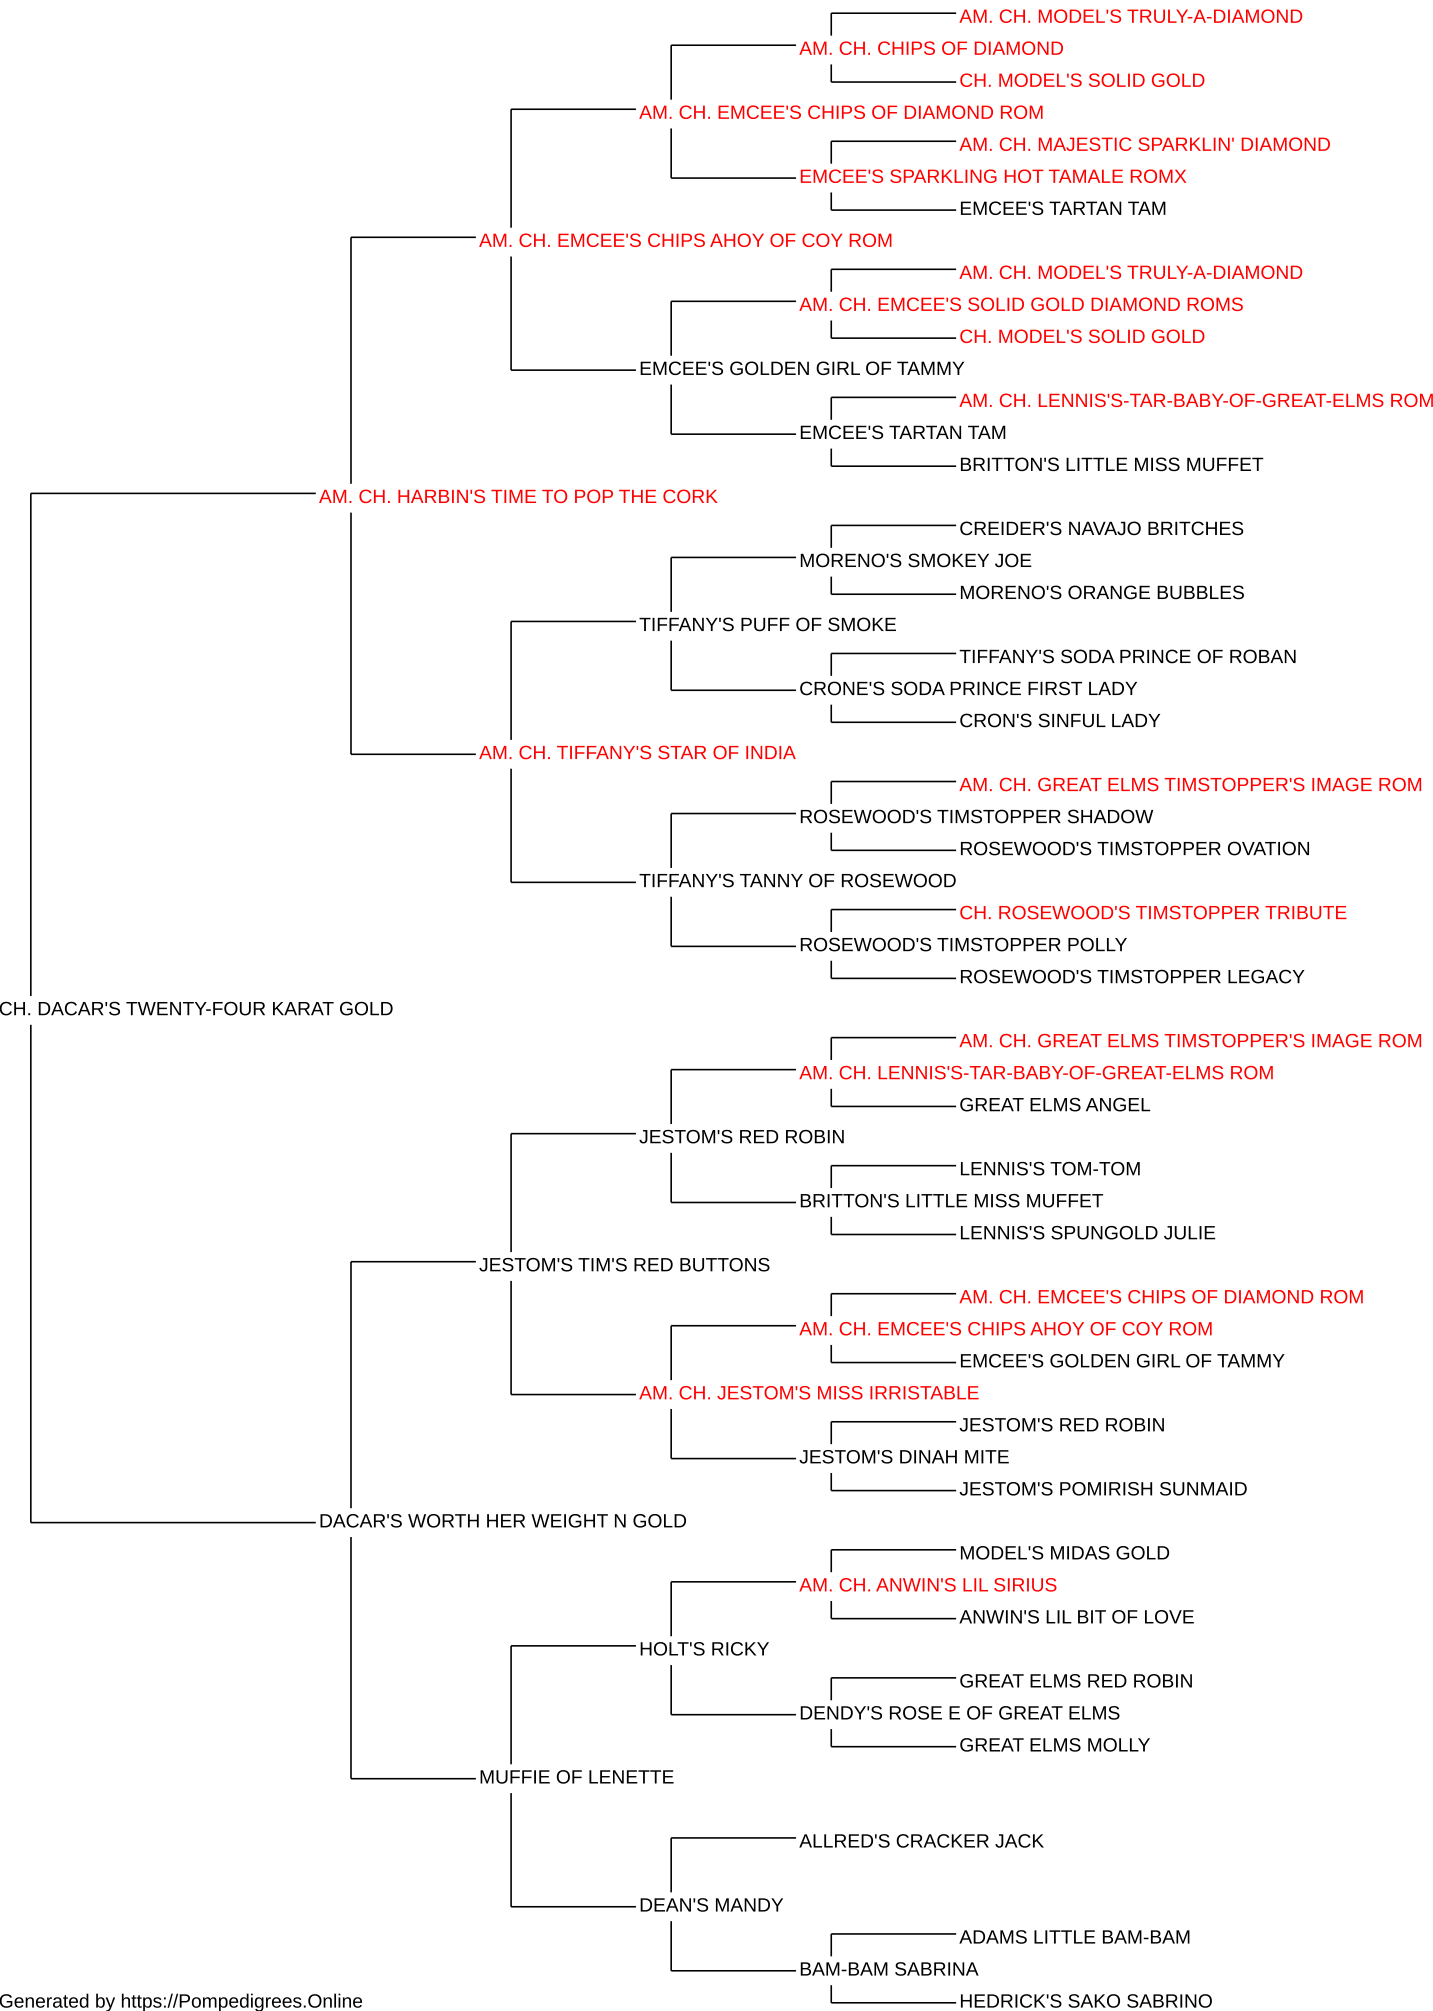 AM. CH. MODEL'S TRULY-A-DIAMOND
AM. CH. CHIPS OF DIAMOND
CH. MODEL'S SOLID GOLD
AM. CH. EMCEE'S CHIPS OF DIAMOND ROM
AM. CH. MAJESTIC SPARKLIN' DIAMOND
EMCEE'S SPARKLING HOT TAMALE ROMX
EMCEE'S TARTAN TAM
AM. CH. EMCEE'S CHIPS AHOY OF COY ROM
AM. CH. MODEL'S TRULY-A-DIAMOND
AM. CH. EMCEE'S SOLID GOLD DIAMOND ROMS
CH. MODEL'S SOLID GOLD
EMCEE'S GOLDEN GIRL OF TAMMY
AM. CH. LENNIS'S-TAR-BABY-OF-GREAT-ELMS ROM
EMCEE'S TARTAN TAM
BRITTON'S LITTLE MISS MUFFET
AM. CH. HARBIN'S TIME TO POP THE CORK
CREIDER'S NAVAJO BRITCHES
MORENO'S SMOKEY JOE
MORENO'S ORANGE BUBBLES
TIFFANY'S PUFF OF SMOKE
TIFFANY'S SODA PRINCE OF ROBAN
CRONE'S SODA PRINCE FIRST LADY
CRON'S SINFUL LADY
AM. CH. TIFFANY'S STAR OF INDIA
AM. CH. GREAT ELMS TIMSTOPPER'S IMAGE ROM
ROSEWOOD'S TIMSTOPPER SHADOW
ROSEWOOD'S TIMSTOPPER OVATION
TIFFANY'S TANNY OF ROSEWOOD
CH. ROSEWOOD'S TIMSTOPPER TRIBUTE
ROSEWOOD'S TIMSTOPPER POLLY
ROSEWOOD'S TIMSTOPPER LEGACY
CH. DACAR'S TWENTY-FOUR KARAT GOLD
AM. CH. GREAT ELMS TIMSTOPPER'S IMAGE ROM
AM. CH. LENNIS'S-TAR-BABY-OF-GREAT-ELMS ROM
GREAT ELMS ANGEL
JESTOM'S RED ROBIN
LENNIS'S TOM-TOM
BRITTON'S LITTLE MISS MUFFET
LENNIS'S SPUNGOLD JULIE
JESTOM'S TIM'S RED BUTTONS
AM. CH. EMCEE'S CHIPS OF DIAMOND ROM
AM. CH. EMCEE'S CHIPS AHOY OF COY ROM
EMCEE'S GOLDEN GIRL OF TAMMY
AM. CH. JESTOM'S MISS IRRISTABLE
JESTOM'S RED ROBIN
JESTOM'S DINAH MITE
JESTOM'S POMIRISH SUNMAID
DACAR'S WORTH HER WEIGHT N GOLD
MODEL'S MIDAS GOLD
AM. CH. ANWIN'S LIL SIRIUS
ANWIN'S LIL BIT OF LOVE
HOLT'S RICKY
GREAT ELMS RED ROBIN
DENDY'S ROSE E OF GREAT ELMS
GREAT ELMS MOLLY
MUFFIE OF LENETTE
ALLRED'S CRACKER JACK
DEAN'S MANDY
ADAMS LITTLE BAM-BAM
BAM-BAM SABRINA
HEDRICK'S SAKO SABRINO
Generated by https://Pompedigrees.Online